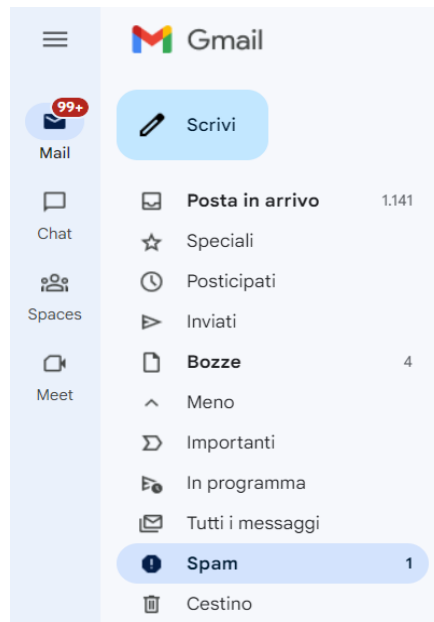 Gmail
99+
Mail
Chat
Spaces
Meet
Scrivi
Posta in arrivo 1.141
Speciali
Posticipati
Inviati
Bozze 4
Meno
Importanti
In programma
Tutti i messaggi
Spam 1
Cestino